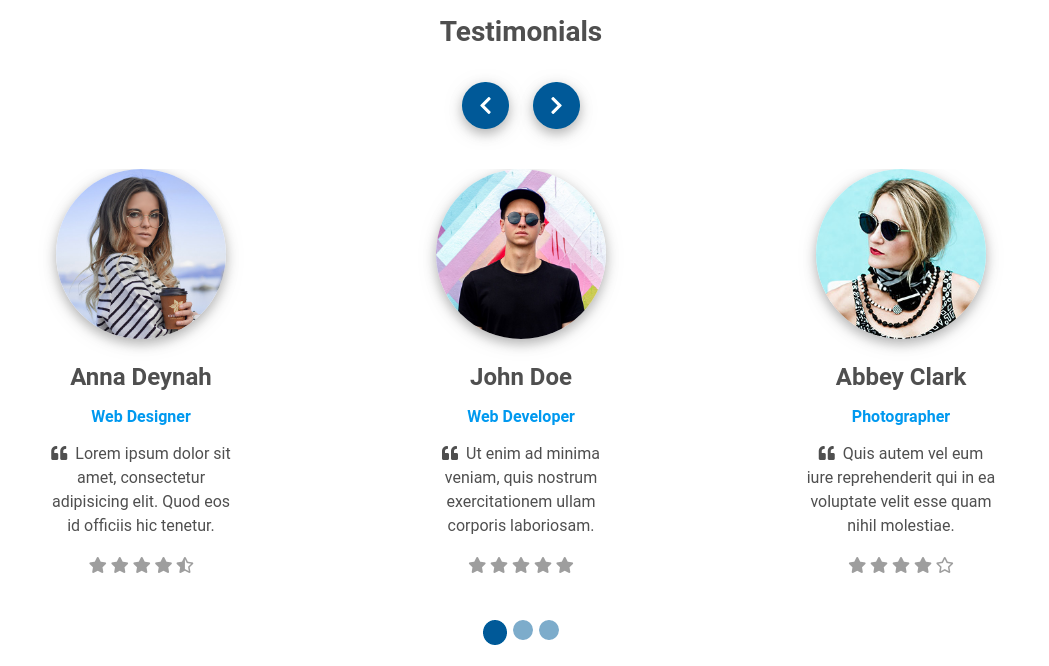 Testimonials
Anna Deynah
Web Designer
❝ Lorem ipsum dolor sit
amet, consectetur
adipisicing elit. Quod eos
id officiis hic tenetur.
John Doe
Web Developer
❝ Ut enim ad minima
veniam, quis nostrum
exercitationem ullam
corporis laboriosam.
Abbey Clark
Photographer
❝ Quis autem vel eum
iure reprehenderit qui in ea
voluptate velit esse quam
nihil molestiae.